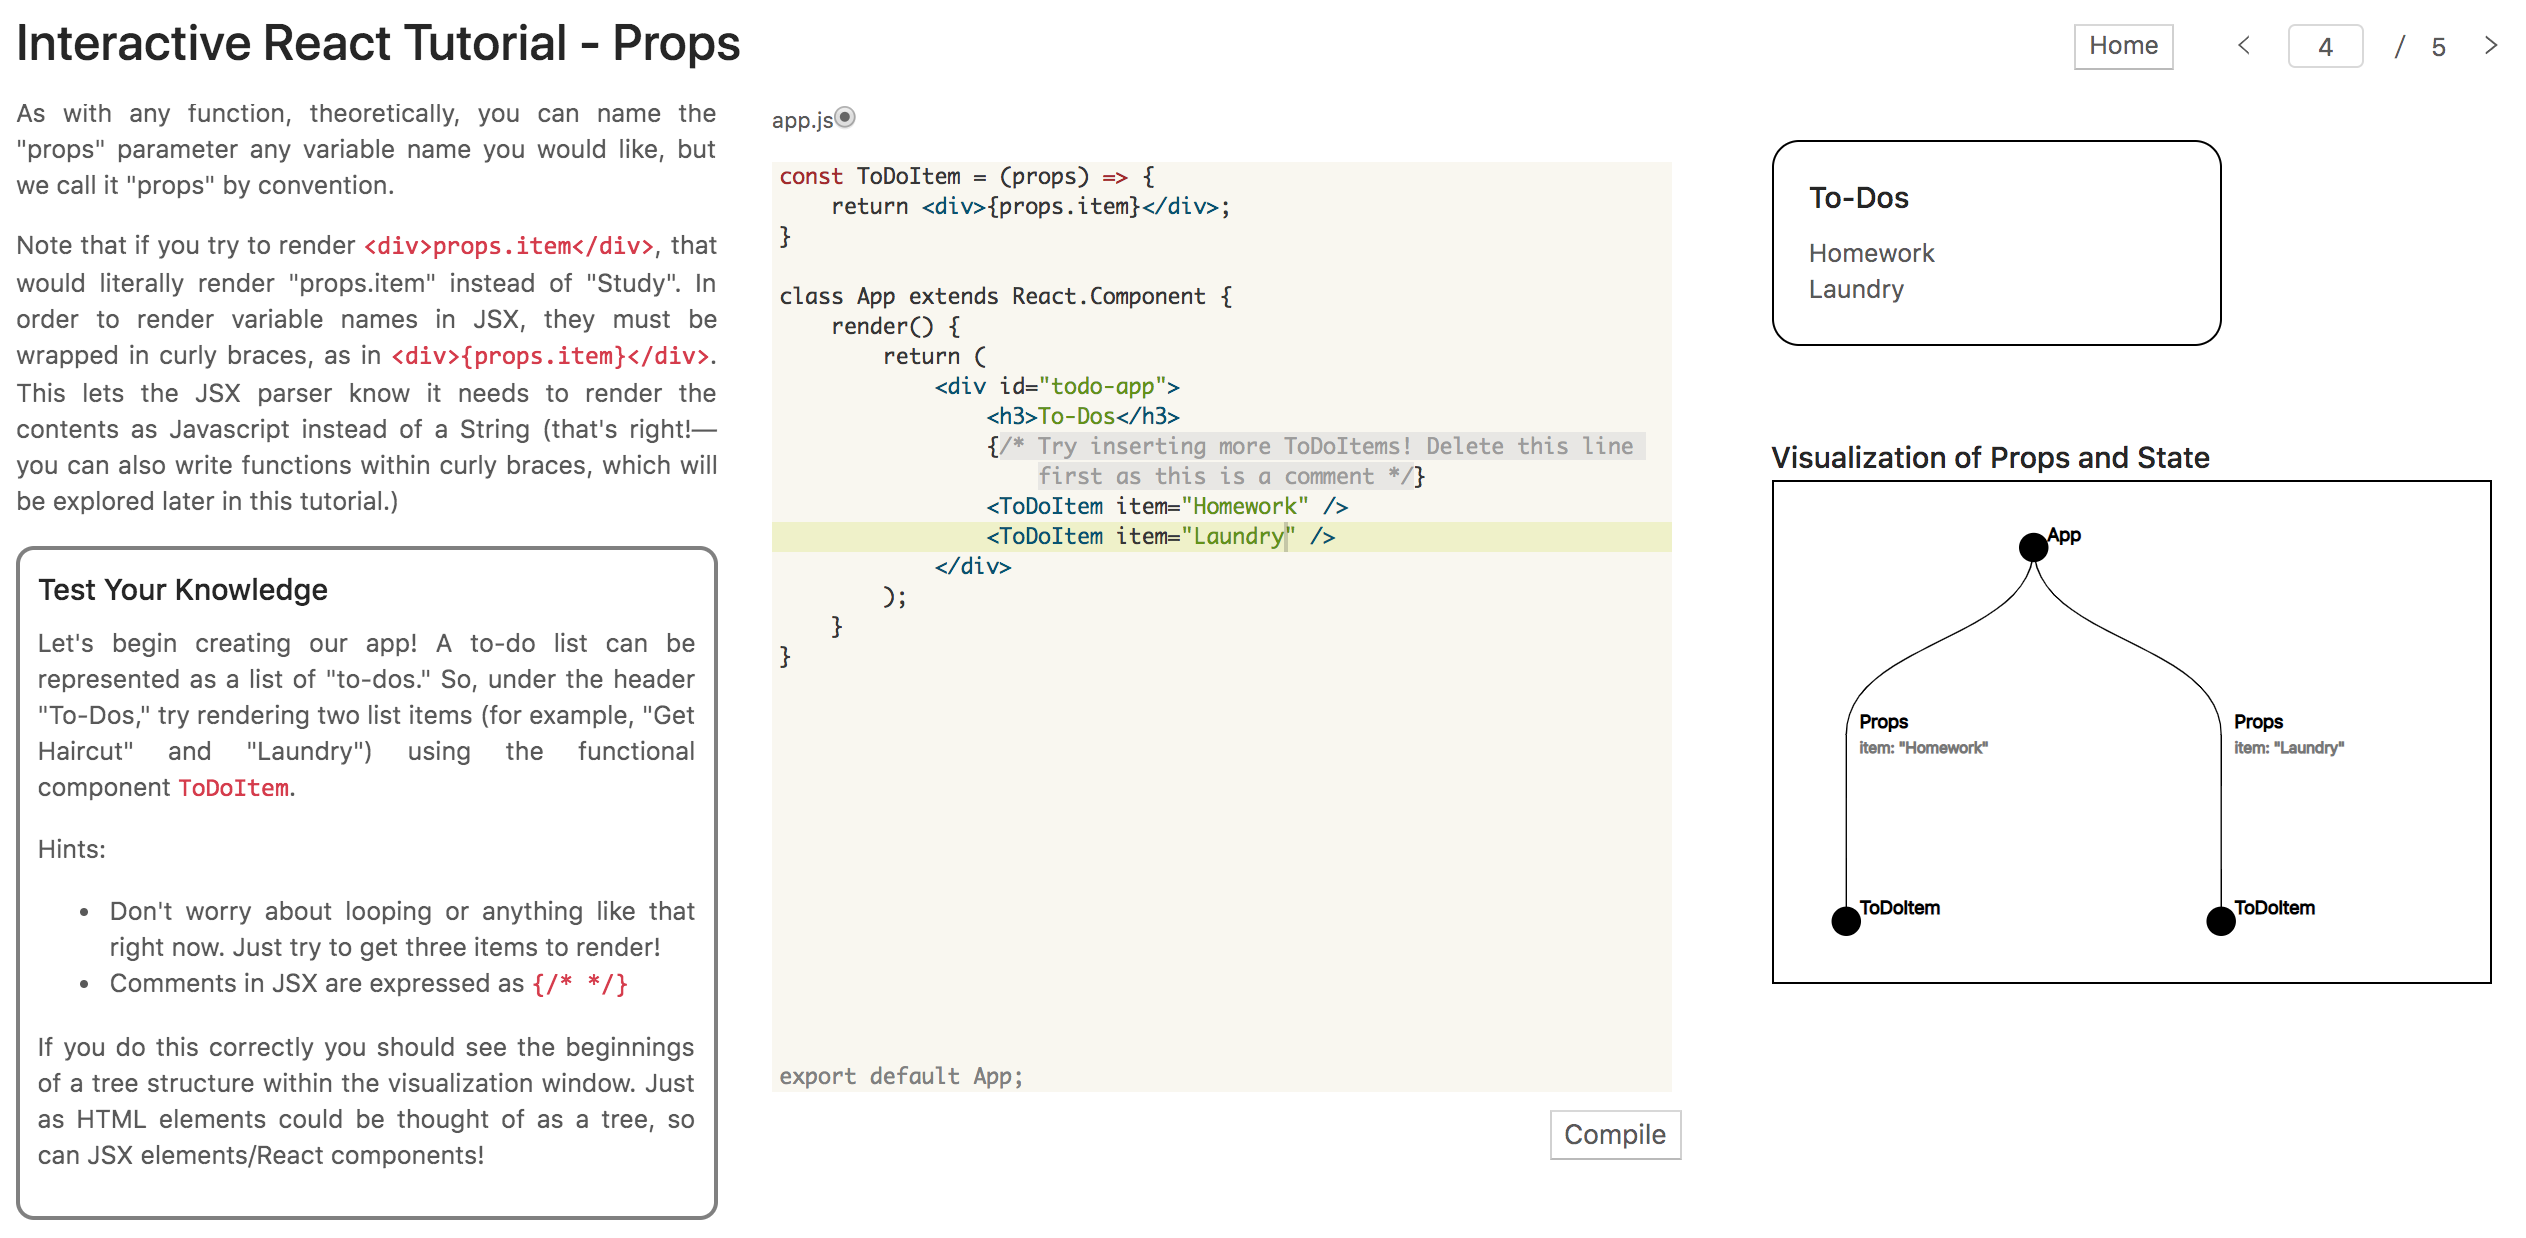 Interactive React Tutorial - Props
Home
4 / 5
As with any function, theoretically, you can name the
"props" parameter any variable name you would like, but
we call it "props" by convention.
Note that if you try to render <div>props.item</div>, that
would literally render "props.item" instead of "Study". In
order to render variable names in JSX, they must be
wrapped in curly braces, as in <div>{props.item}</div>.
This lets the JSX parser know it needs to render the
contents as Javascript instead of a String (that's right!—
you can also write functions within curly braces, which will
be explored later in this tutorial.)
Test Your Knowledge
Let's begin creating our app! A to-do list can be
represented as a list of "to-dos." So, under the header
"To-Dos," try rendering two list items (for example, "Get
Haircut" and "Laundry") using the functional
component ToDoItem.
Hints:
• Don't worry about looping or anything like that
right now. Just try to get three items to render!
• Comments in JSX are expressed as {/* */}
If you do this correctly you should see the beginnings
of a tree structure within the visualization window. Just
as HTML elements could be thought of as a tree, so
can JSX elements/React components!
app.js
const ToDoItem = (props) => {
    return <div>{props.item}</div>;
}
class App extends React.Component {
    render() {
        return (
            <div id="todo-app">
                <h3>To-Dos</h3>
                {/* Try inserting more ToDoItems! Delete this line
                    first as this is a comment */}
                <ToDoItem item="Homework" />
                <ToDoItem item="Laundry" />
            </div>
        );
    }
}
export default App;
Compile
To-Dos
Homework
Laundry
Visualization of Props and State
App
Props
item: "Homework"
Props
item: "Laundry"
ToDoItem
ToDoItem